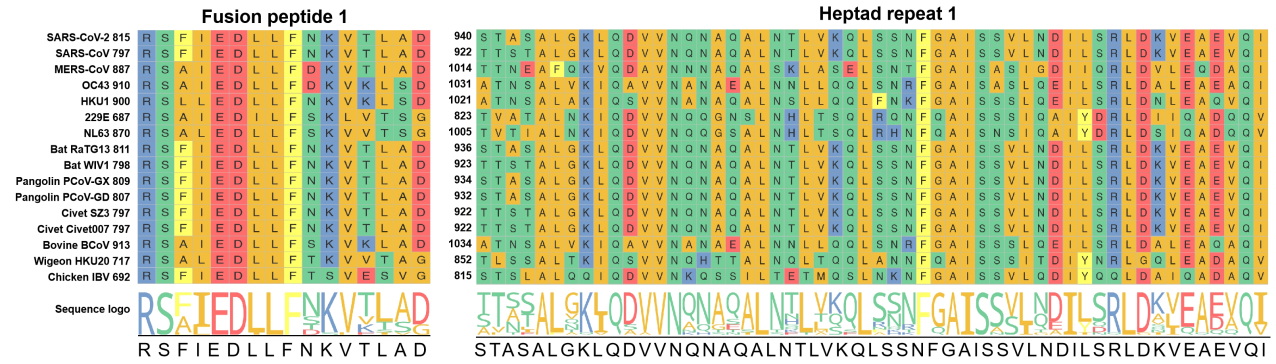 Fusion peptide 1
Heptad repeat 1
SARS-CoV-2 815 R S F I E D L L F N K V T L A D 940 S T A S A L G K L Q D V V N Q N A Q A L N T L V K Q L S S N F G A I S S V L N D I L S R L D K V E A E V Q I
SARS-CoV 797 R S F I E D L L F N K V T L A D 922 T T S T A L G K L Q D V V N Q N A Q A L N T L V K Q L S S N F G A I S S V L N D I L S R L D K V E A E V Q I
MERS-CoV 887 R S A I E D L L F D K V T I A D 1014 T T N E A F Q K V Q D A V N N N A Q A L S K L A S E L S N T F G A I S A S I G D I I Q R L D V L E Q D A Q I
OC43 910 R S A I E D L L F D K V K L S D 1031 A T N S A L V K I Q A V V N A N A E A L N N L L Q Q L S N R F G A I S A S L Q E I L S R L D A L E A E A Q I
HKU1 900 R S L L E D L L F N K V K L S D 1021 A T N S A L A K I Q S V V N A N A Q A L N S L L Q Q L F N K F G A I S S S L Q E I L S R L D N L E A Q V Q I
229E 687 R S A I E D I L F S K L V T S G 823 T V A T A L N K I Q D V V N Q Q G N S L N H L T S Q L R Q N F Q A I S S S I Q A I Y D R L D I I Q A D Q Q V
NL63 870 R S A L E D L L F S K V V T S G 1005 T V T I A L N K I Q D V V N Q Q G S A L N H L T S Q L R H N F Q A I S N S I Q A I Y D R L D S I Q A D Q Q V
Bat RaTG13 811 R S F I E D L L F N K V T L A D 936 S T A S A L G K L Q D V V N Q N A Q A L N T L V K Q L S S N F G A I S S V L N D I L S R L D K V E A E V Q I
Bat WIV1 798 R S F I E D L L F N K V T L A D 923 T T S T A L G K L Q D V V N Q N A Q A L N T L V K Q L S S N F G A I S S V L N D I L S R L D K V E A E V Q I
Pangolin PCoV-GX 809 R S F I E D L L F N K V T L A D 934 S T A S A L G K L Q D V V N Q N A Q A L N T L V K Q L S S N F G A I S S V L N D I L S R L D K V E A E V Q I
Pangolin PCoV-GD 807 R S F I E D L L F N K V T L A D 932 S T A S A L G K L Q D V V N Q N A Q A L N T L V K Q L S S N F G A I S S V L N D I L S R L D K V E A E V Q I
Civet SZ3 797 R S F I E D L L F N K V T L A D 922 T T S T A L G K L Q D V V N Q N A Q A L N T L V K Q L S S N F G A I S S V L N D I L S R L D K V E A E V Q I
Civet Civet007 797 R S F I E D L L F N K V T L A D 922 T T S T A L G K L Q D V V N Q N A Q A L N T L V K Q L S S N F G A I S S V L N D I L S R L D K V E A E V Q I
Bovine BCoV 913 R S A I E D L L F S K V K L A D 1034 A T N S A L V K I Q A V V N A N A E A L N N L L Q Q L S N R F G A I S S S L Q E I L S R L D A L E A Q A Q I
Wigeon HKU20 717 R S A L E D L L F T K V V T A G 852 T L S S A L T Q K I Q D V V N Q H T T A L N Q L T Q Q L A N N F Q A I S S S L N D I Y N R L G Q L E A D A Q V
Chicken IBV 692 R S F I E D L L F T S V E S V G 815 S T S L A L Q Q I Q D V V N K Q S S I L T E T M Q S L N K N F G A I S S V L Q D I Y Q Q L D A I Q A D A Q V
Sequence logo
R S F I E D L L F N K V T L A D S T A S A L G K L Q D V V N Q N A Q A L N T L V K Q L S S N F G A I S S V L N D I L S R L D K V E A E V Q I